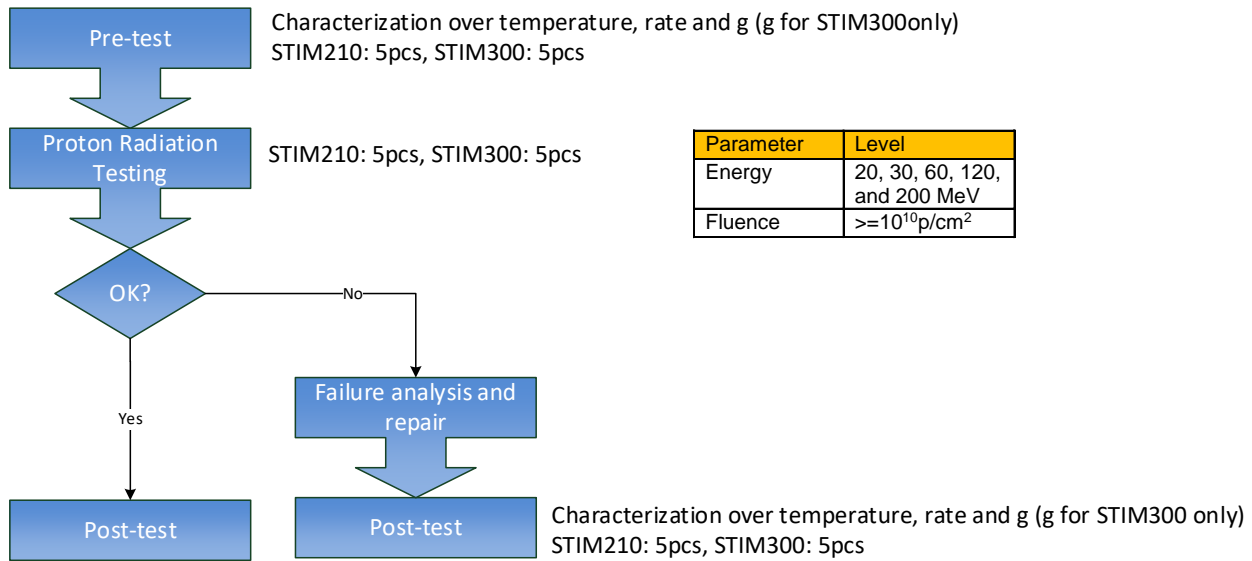 Pre-test
Characterization over temperature, rate and g (g for STIM300only)
STIM210: 5pcs, STIM300: 5pcs
Proton Radiation
Testing
STIM210: 5pcs, STIM300: 5pcs
Parameter Level
Energy 20, 30, 60, 120,
and 200 MeV
Fluence >=10¹⁰p/cm²
OK?
No
Failure analysis and
repair
Yes
Post-test
Post-test
Characterization over temperature, rate and g (g for STIM300 only)
STIM210: 5pcs, STIM300: 5pcs